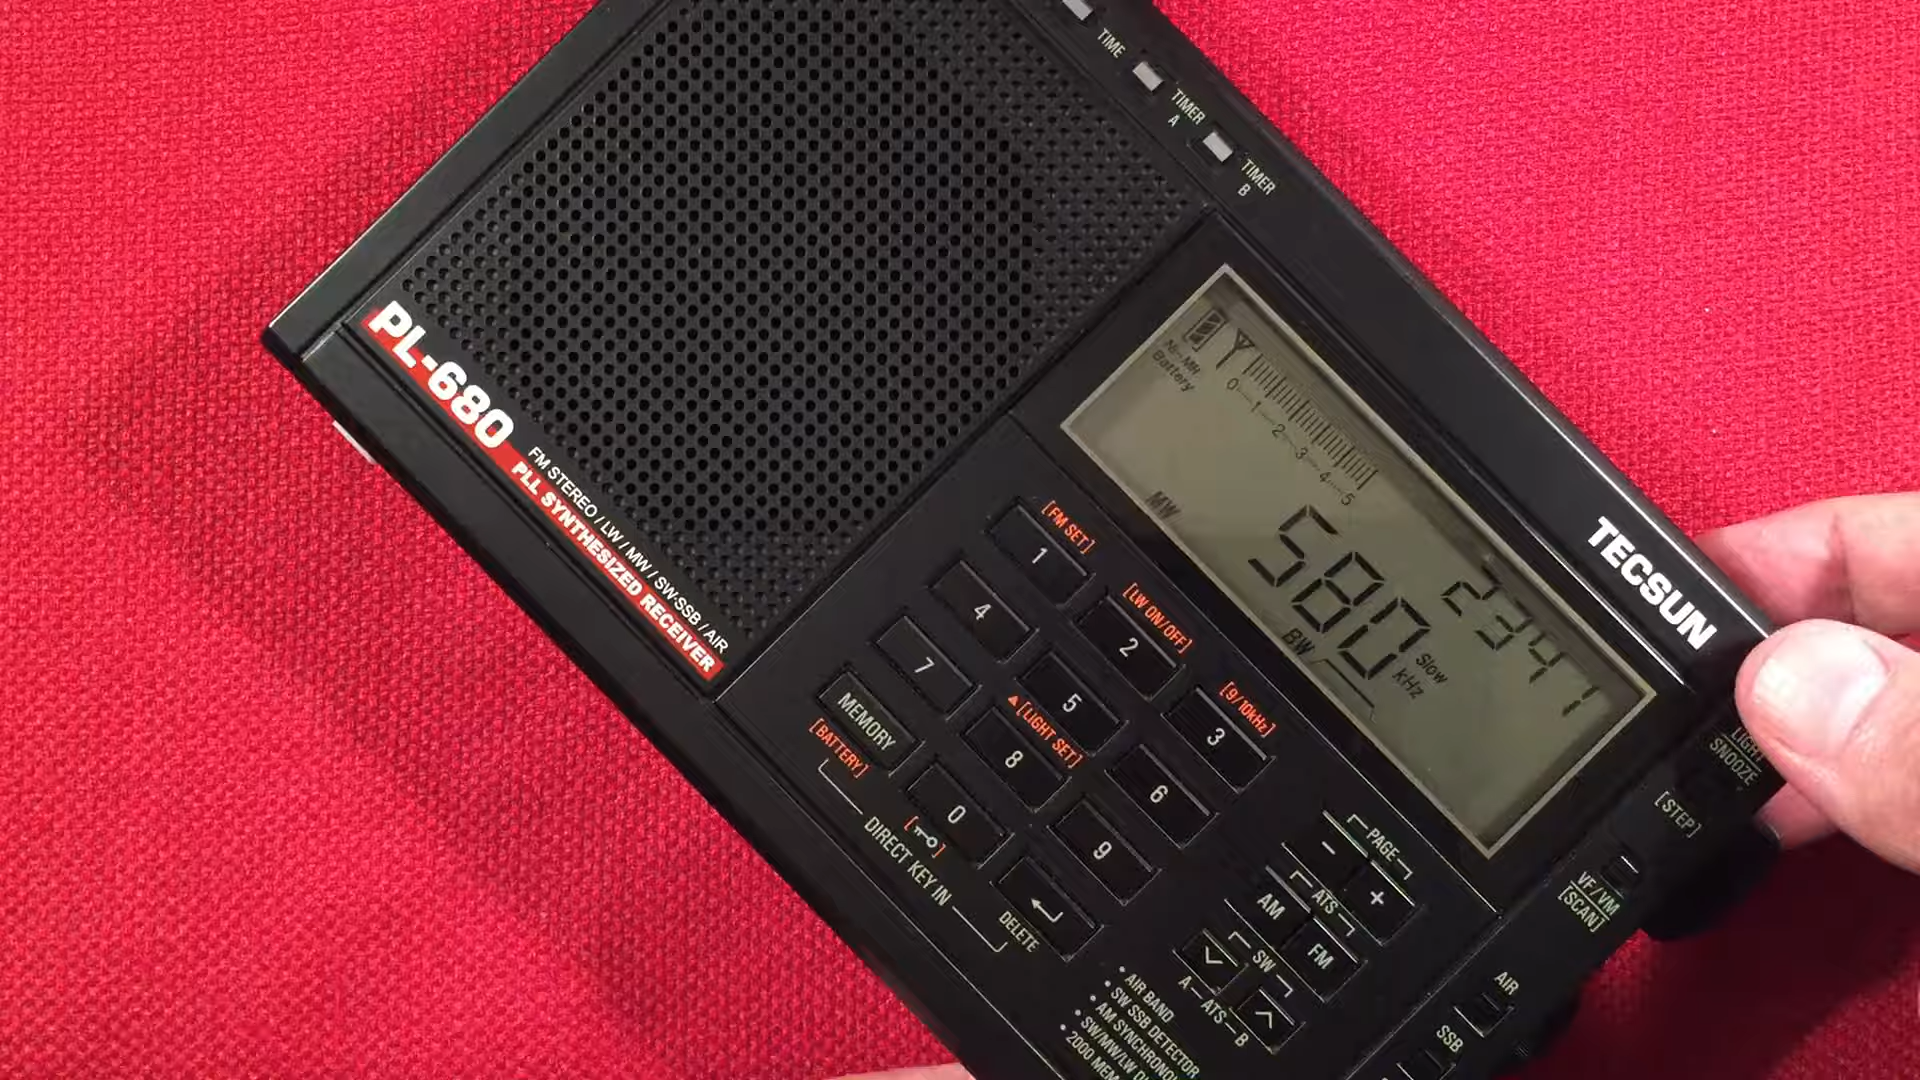 TIME
TIMER
A
TIMER
B
PL-680
FM STEREO / LW / MW / SW-SSB / AIR
PLL SYNTHESIZED RECEIVER
Ni-MH
Battery
0 1 2 3 4 5
MW
580
kHz
Slow
BW
TECSUN
[FM SET]
1
[LW ON/OFF]
2
[9/10kHz]
3
4
5
6
7
▲[LIGHT SET]
8
9
MEMORY
[BATTERY]
0
DIRECT KEY IN
DELETE
- PAGE +
ATS
AM
FM
SW
A-ATS-B
LIGHT
SNOOZE
[STEP]
VF/VM
[SCAN]
AIR
SSB
• AIR BAND
• SW SSB DETECTOR
• AM SYNCHRONO
• SW/MW/LW D
• 2000 MEM